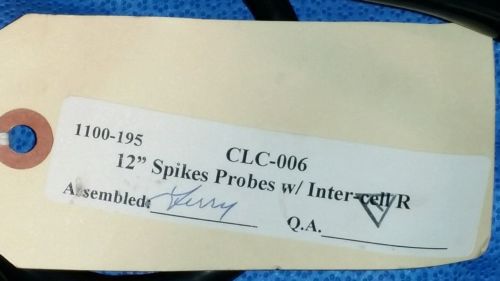 1100-195 CLC-006
12” Spikes Probes w/ Inter-cell R
Assembled: Q.A.